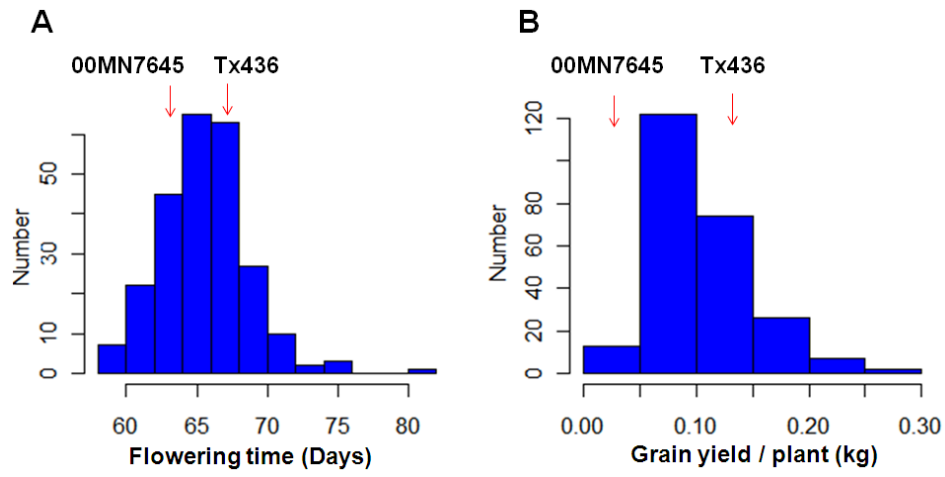 A
00MN7645 Tx436
Number
0
10
30
50
60 65 70 75 80
Flowering time (Days)
B
00MN7645 Tx436
Number
0
20
40
60
80
120
0.00 0.10 0.20 0.30
Grain yield / plant (kg)